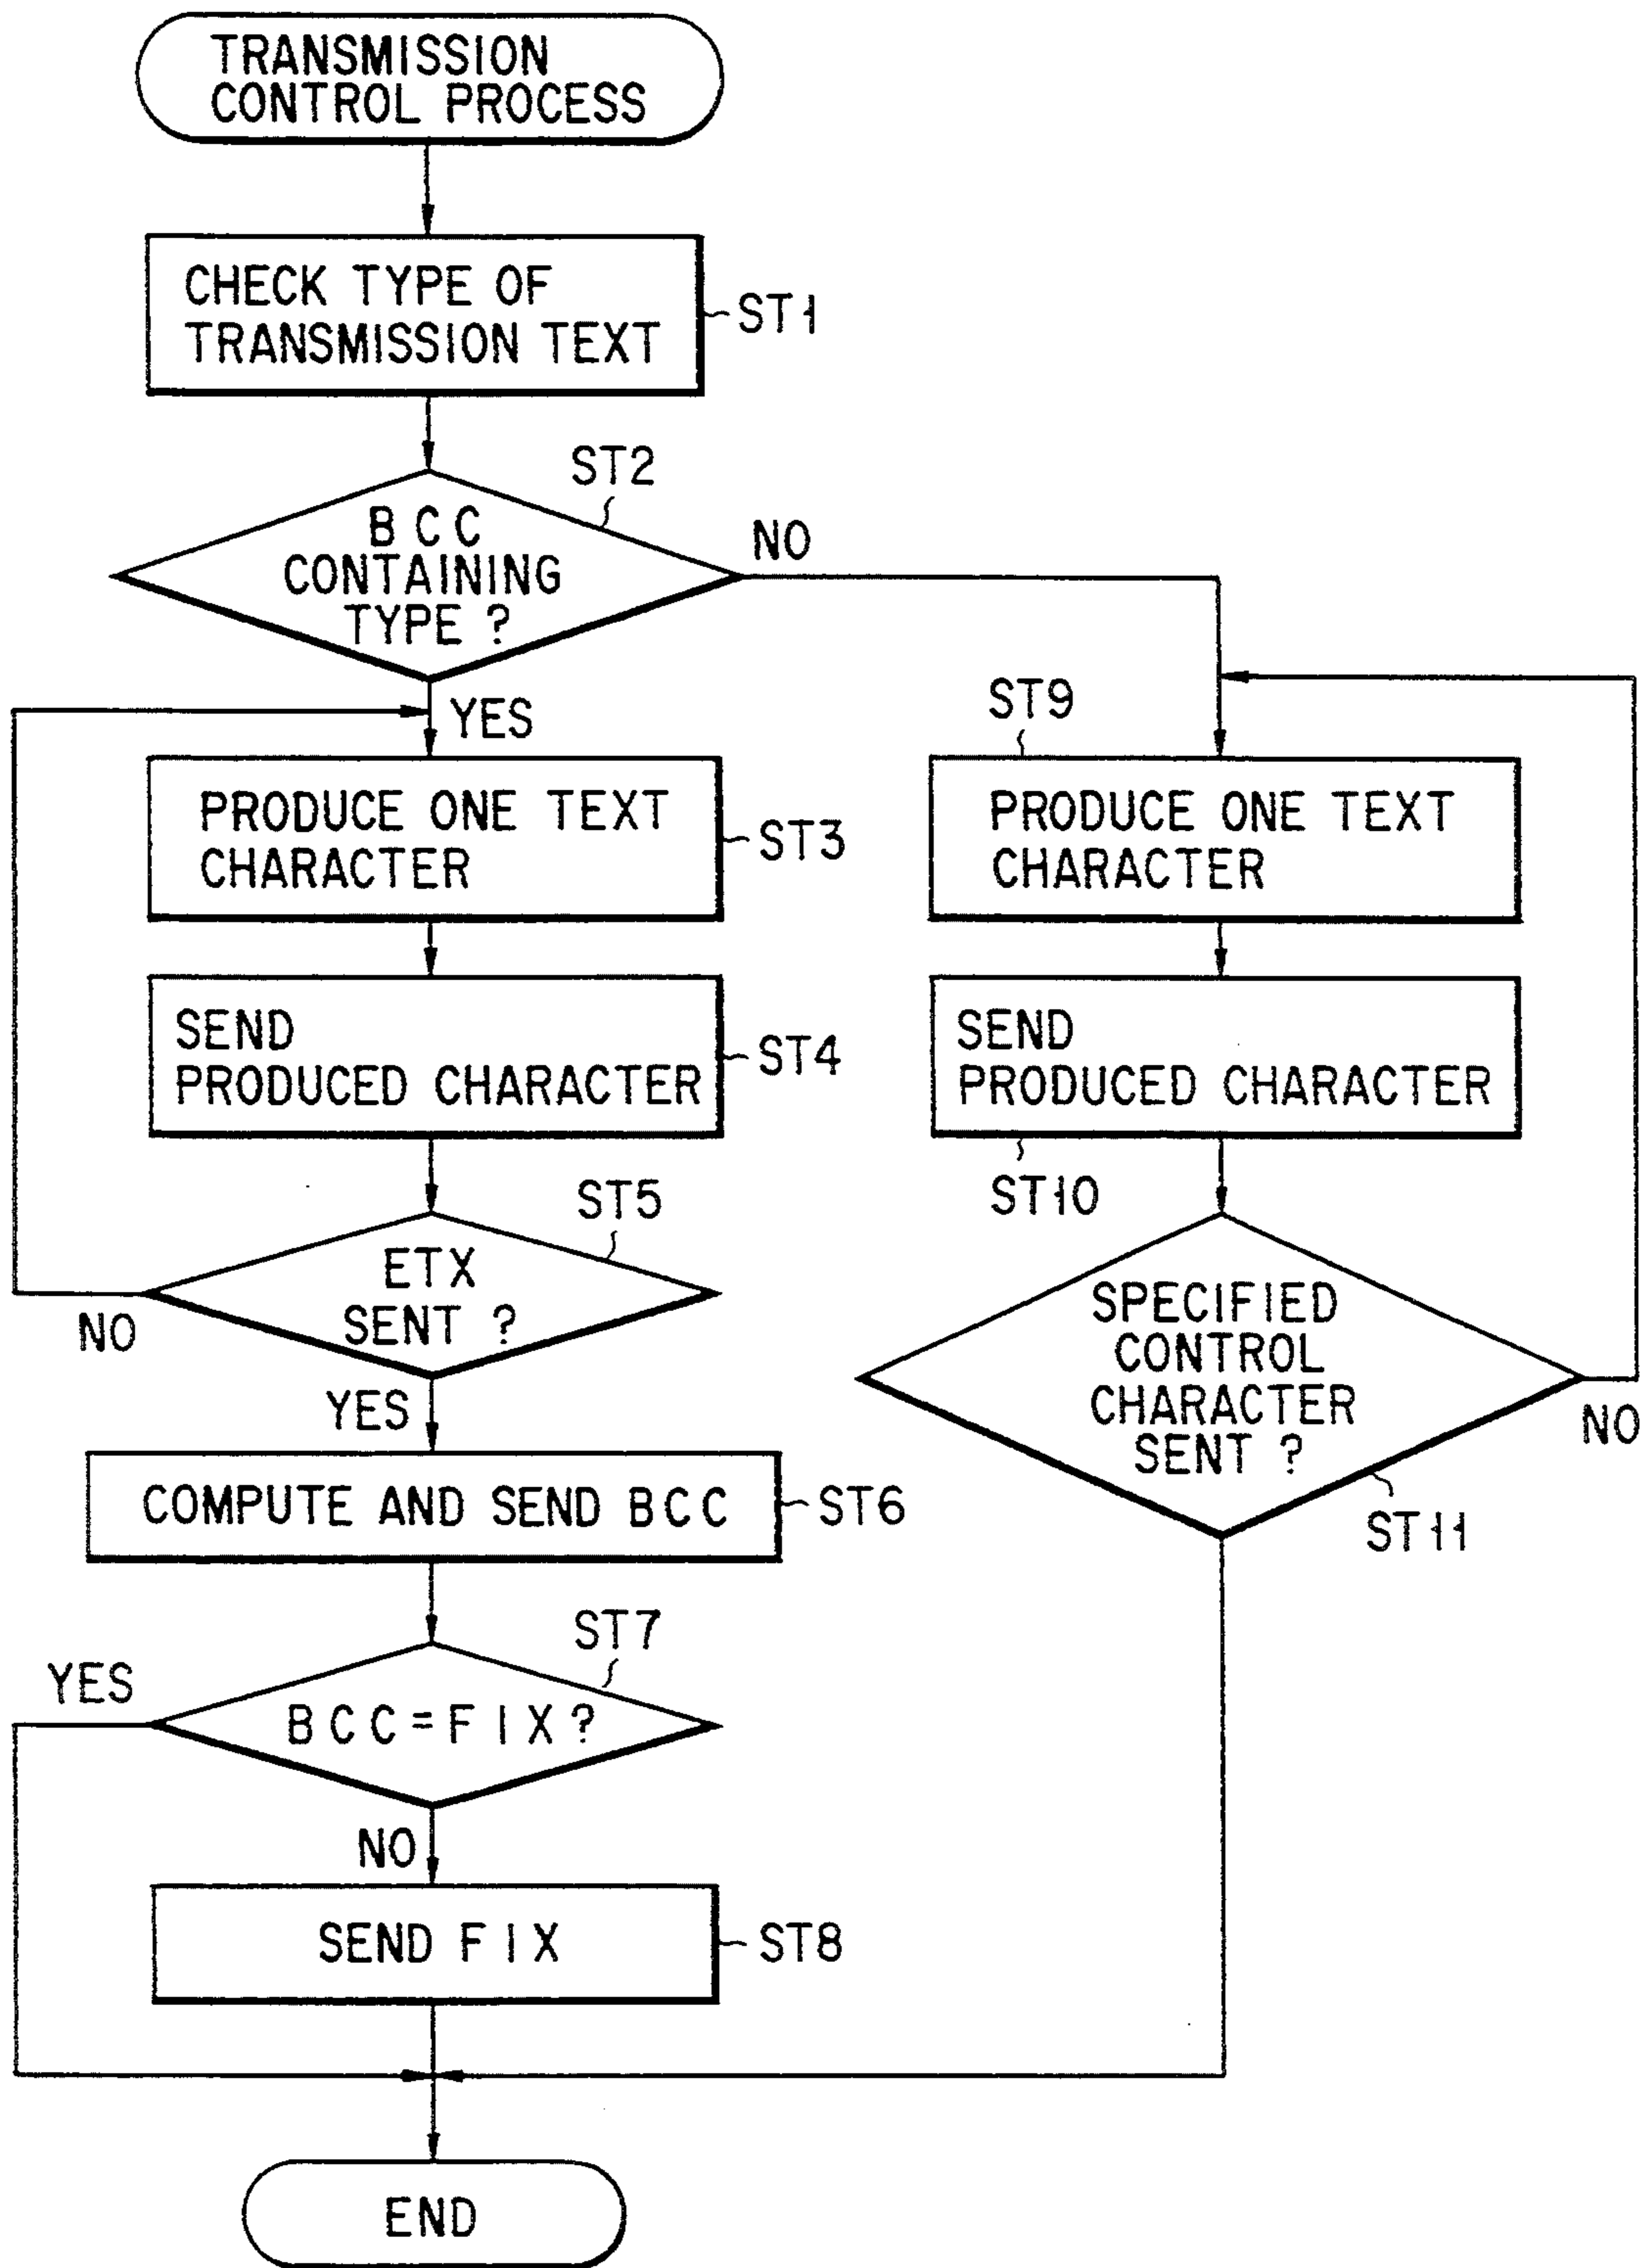 TRANSMISSION
CONTROL PROCESS
CHECK TYPE OF
TRANSMISSION TEXT
ST1
ST2
BCC
CONTAINING
TYPE ?
NO
YES
PRODUCE ONE TEXT
CHARACTER
ST3
SEND
PRODUCED CHARACTER
ST4
ST5
ETX
SENT ?
NO
YES
COMPUTE AND SEND BCC
ST6
ST7
YES
BCC=FIX?
NO
SEND FIX
ST8
ST9
PRODUCE ONE TEXT
CHARACTER
SEND
PRODUCED CHARACTER
ST10
SPECIFIED
CONTROL
CHARACTER
SENT ?
NO
ST11
END